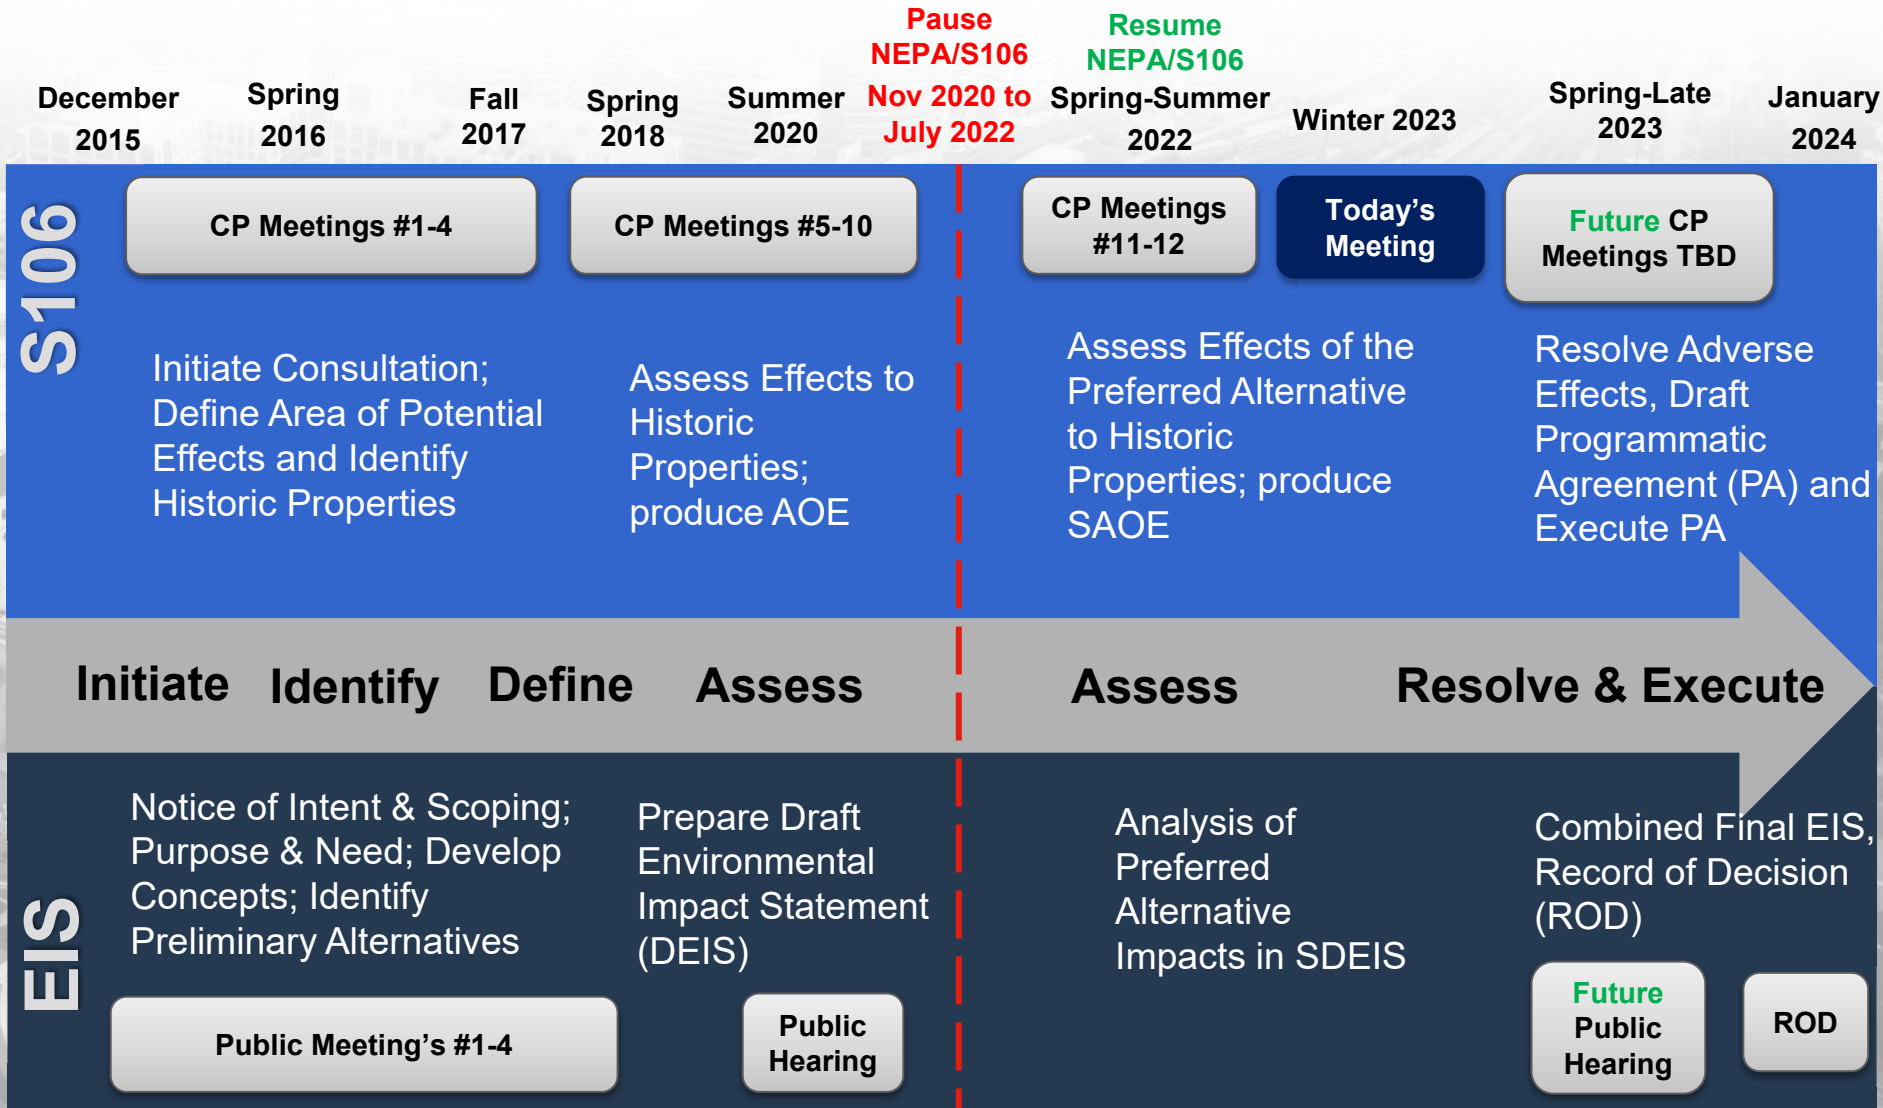 Pause
NEPA/S106
Nov 2020 to
July 2022
Resume
NEPA/S106
Spring-Summer
2022
December
2015
Spring
2016
Fall
2017
Spring
2018
Summer
2020
Winter 2023
Spring-Late
2023
January
2024
S106
CP Meetings #1-4
CP Meetings #5-10
CP Meetings
#11-12
Today's
Meeting
Future CP
Meetings TBD
Initiate Consultation;
Define Area of Potential
Effects and Identify
Historic Properties
Assess Effects to
Historic
Properties;
produce AOE
Assess Effects of the
Preferred Alternative
to Historic
Properties; produce
SAOE
Resolve Adverse
Effects, Draft
Programmatic
Agreement (PA) and
Execute PA
Initiate Identify Define Assess Assess Resolve & Execute
EIS
Notice of Intent & Scoping;
Purpose & Need; Develop
Concepts; Identify
Preliminary Alternatives
Prepare Draft
Environmental
Impact Statement
(DEIS)
Analysis of
Preferred
Alternative
Impacts in SDEIS
Combined Final EIS,
Record of Decision
(ROD)
Public Meeting's #1-4
Public
Hearing
Future
Public
Hearing
ROD